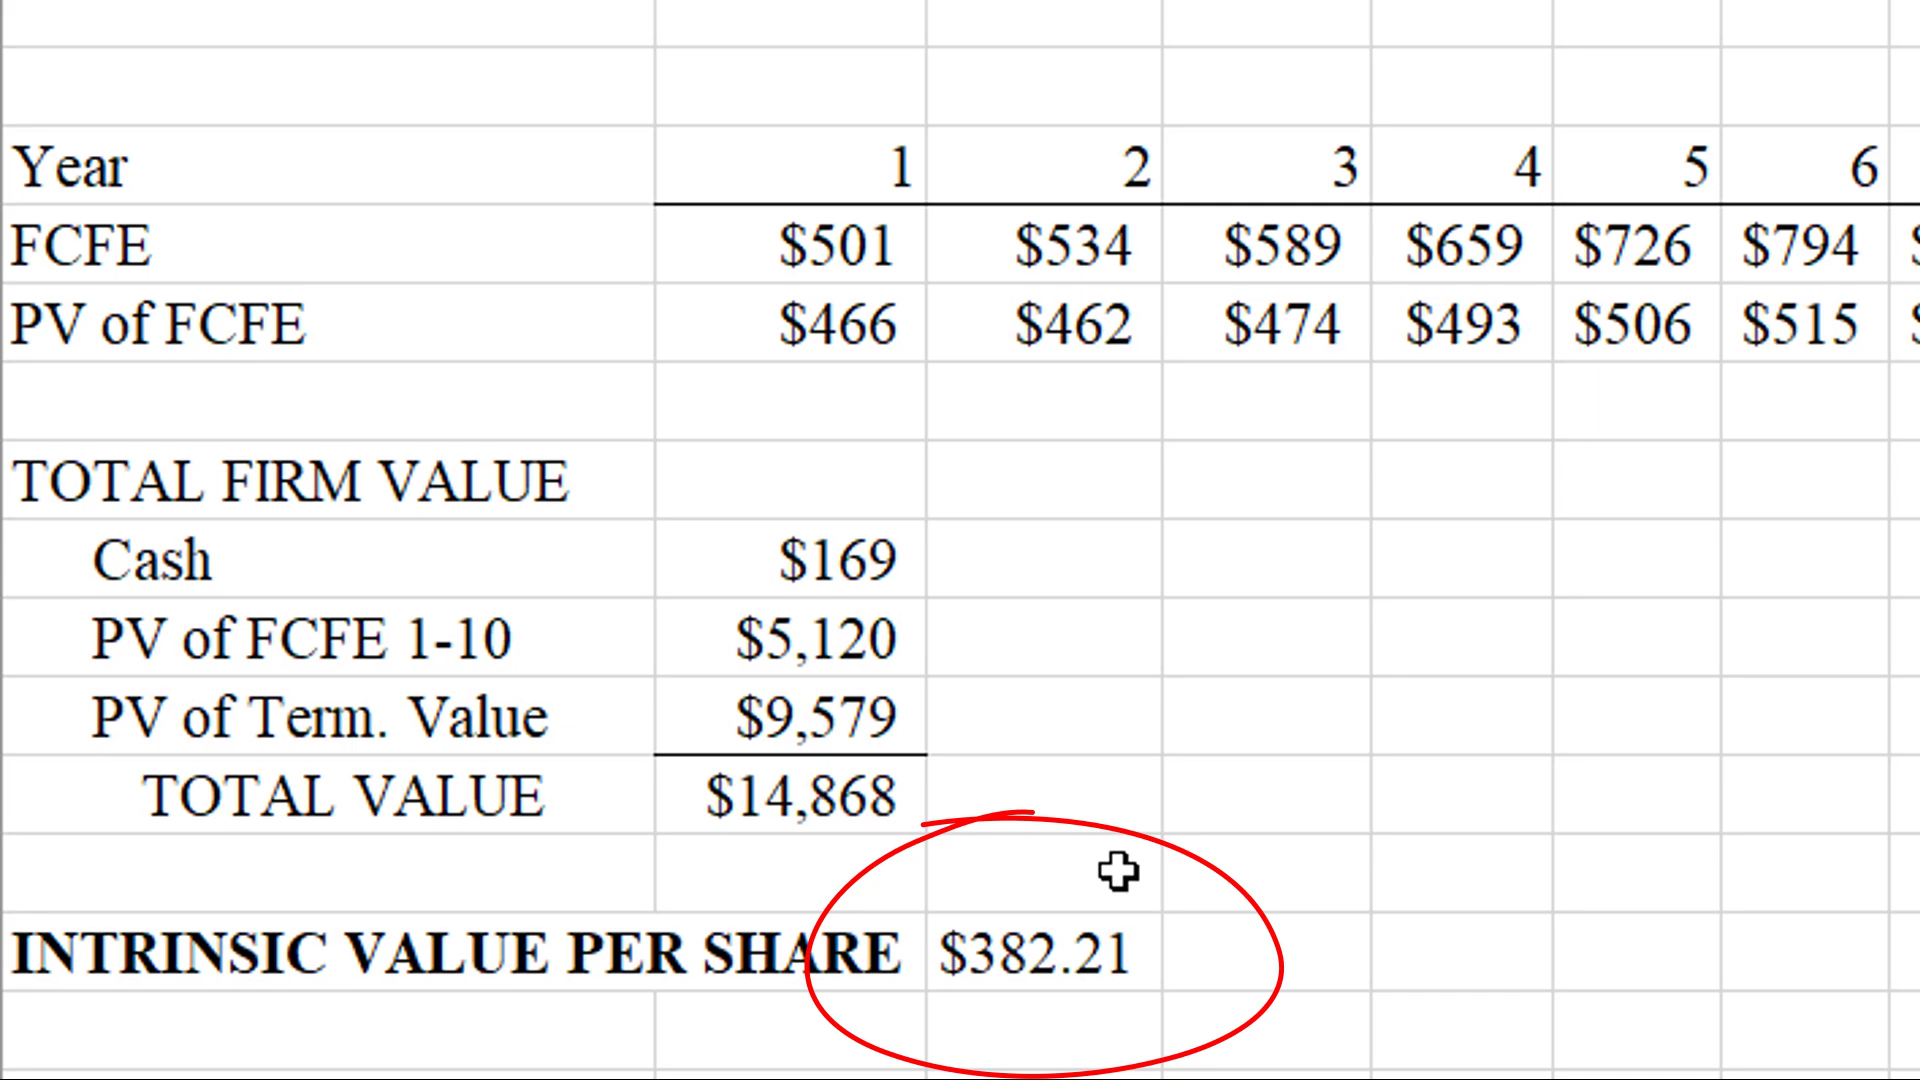 Year 1 2 3 4 5 6
FCFE $501 $534 $589 $659 $726 $794 $
PV of FCFE $466 $462 $474 $493 $506 $515 $
TOTAL FIRM VALUE
Cash $169
PV of FCFE 1-10 $5,120
PV of Term. Value $9,579
TOTAL VALUE $14,868
INTRINSIC VALUE PER SHARE $382.21